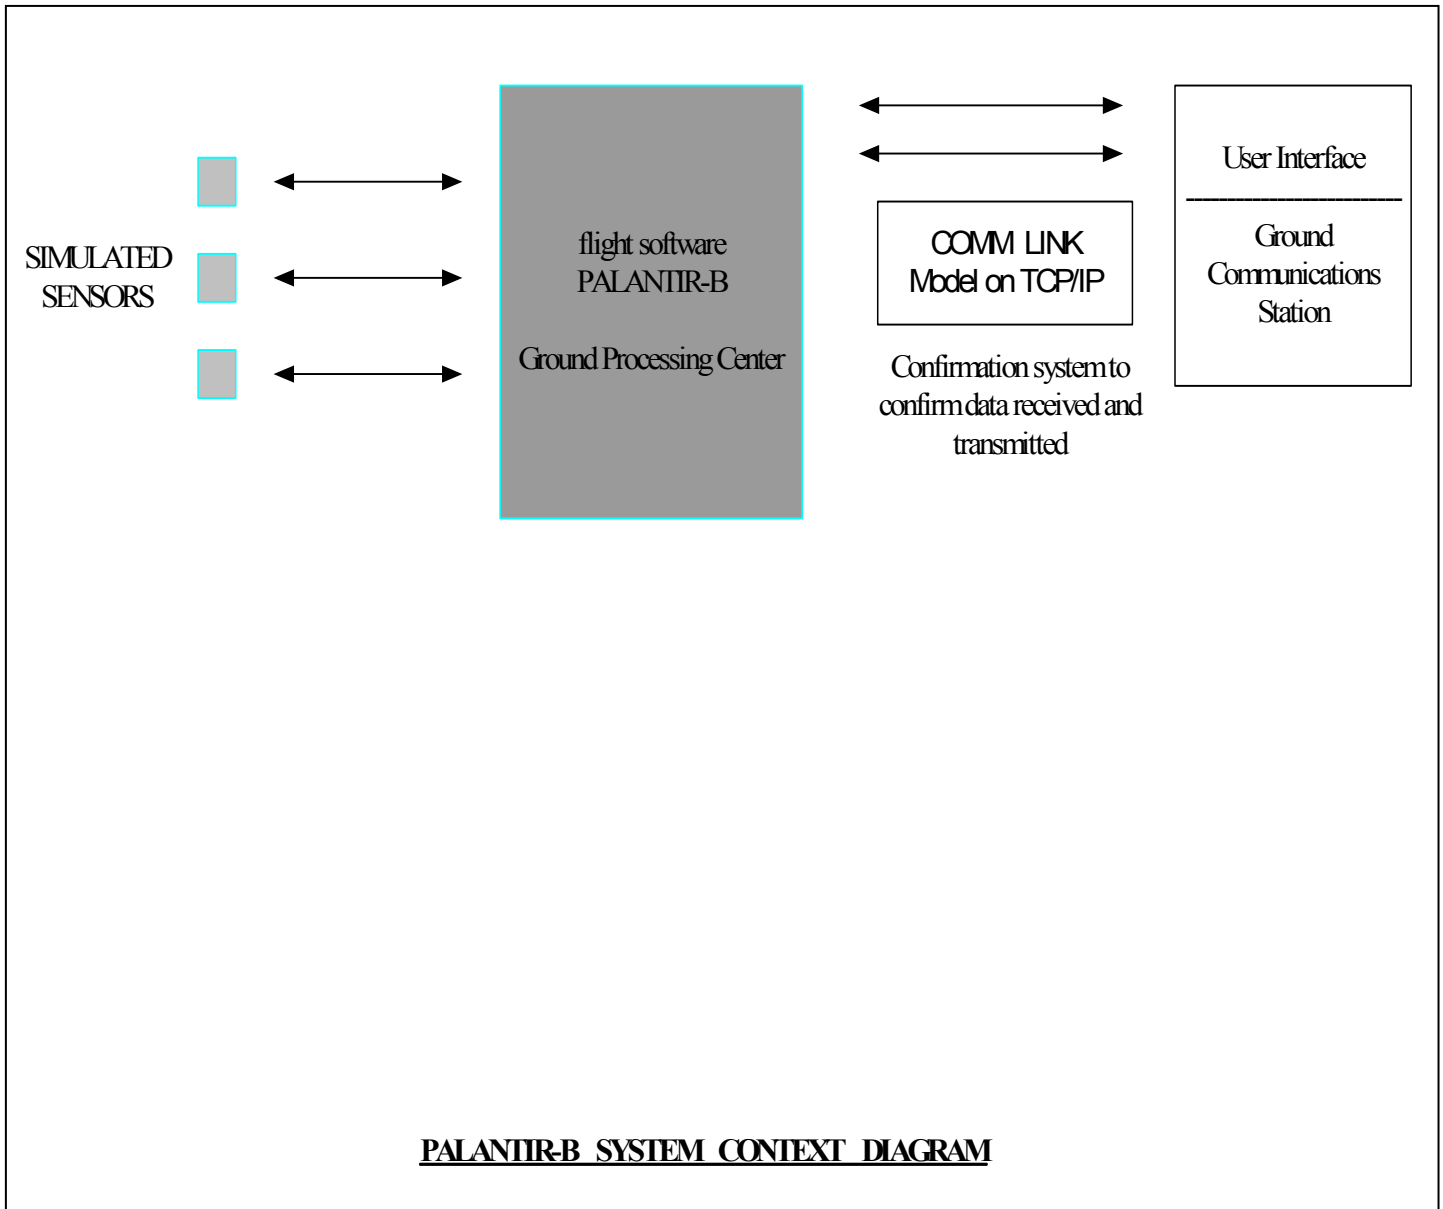 SIMULATED
SENSORS
flight software
PALANTIR-B
Ground Processing Center
COMM LINK
Model on TCP/IP
Confirmation system to
confirm data received and
transmitted
User Interface
--------------------------
Ground
Communications
Station
PALANTIR-B SYSTEM CONTEXT DIAGRAM